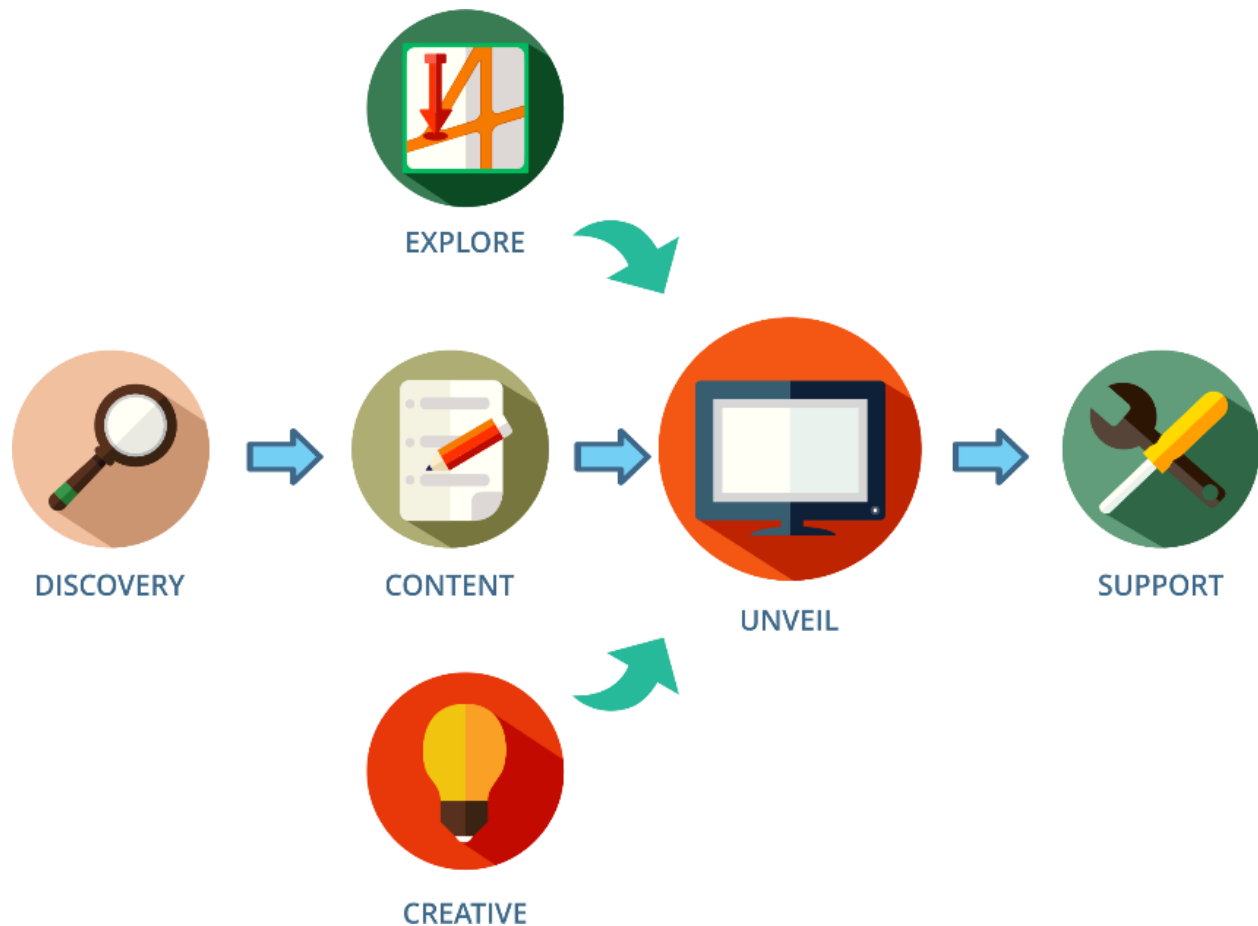 EXPLORE
DISCOVERY
CONTENT
UNVEIL
SUPPORT
CREATIVE